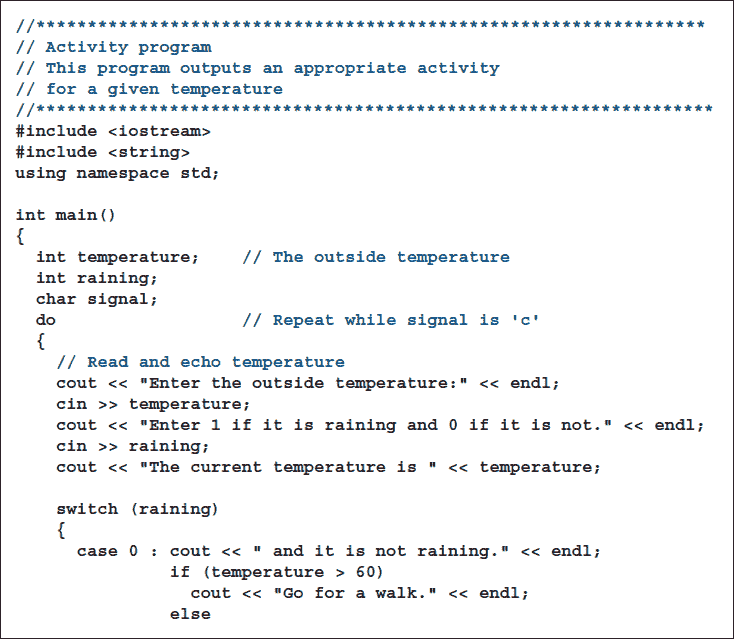 //*****************************************************************
// Activity program
// This program outputs an appropriate activity
// for a given temperature
//******************************************************************
#include <iostream>
#include <string>
using namespace std;
int main()
{
  int temperature;    // The outside temperature
  int raining;
  char signal;
  do                  // Repeat while signal is 'c'
  {
    // Read and echo temperature
    cout << "Enter the outside temperature:" << endl;
    cin >> temperature;
    cout << "Enter 1 if it is raining and 0 if it is not." << endl;
    cin >> raining;
    cout << "The current temperature is " << temperature;
    switch (raining)
    {
      case 0 : cout << " and it is not raining." << endl;
               if (temperature > 60)
                 cout << "Go for a walk." << endl;
               else